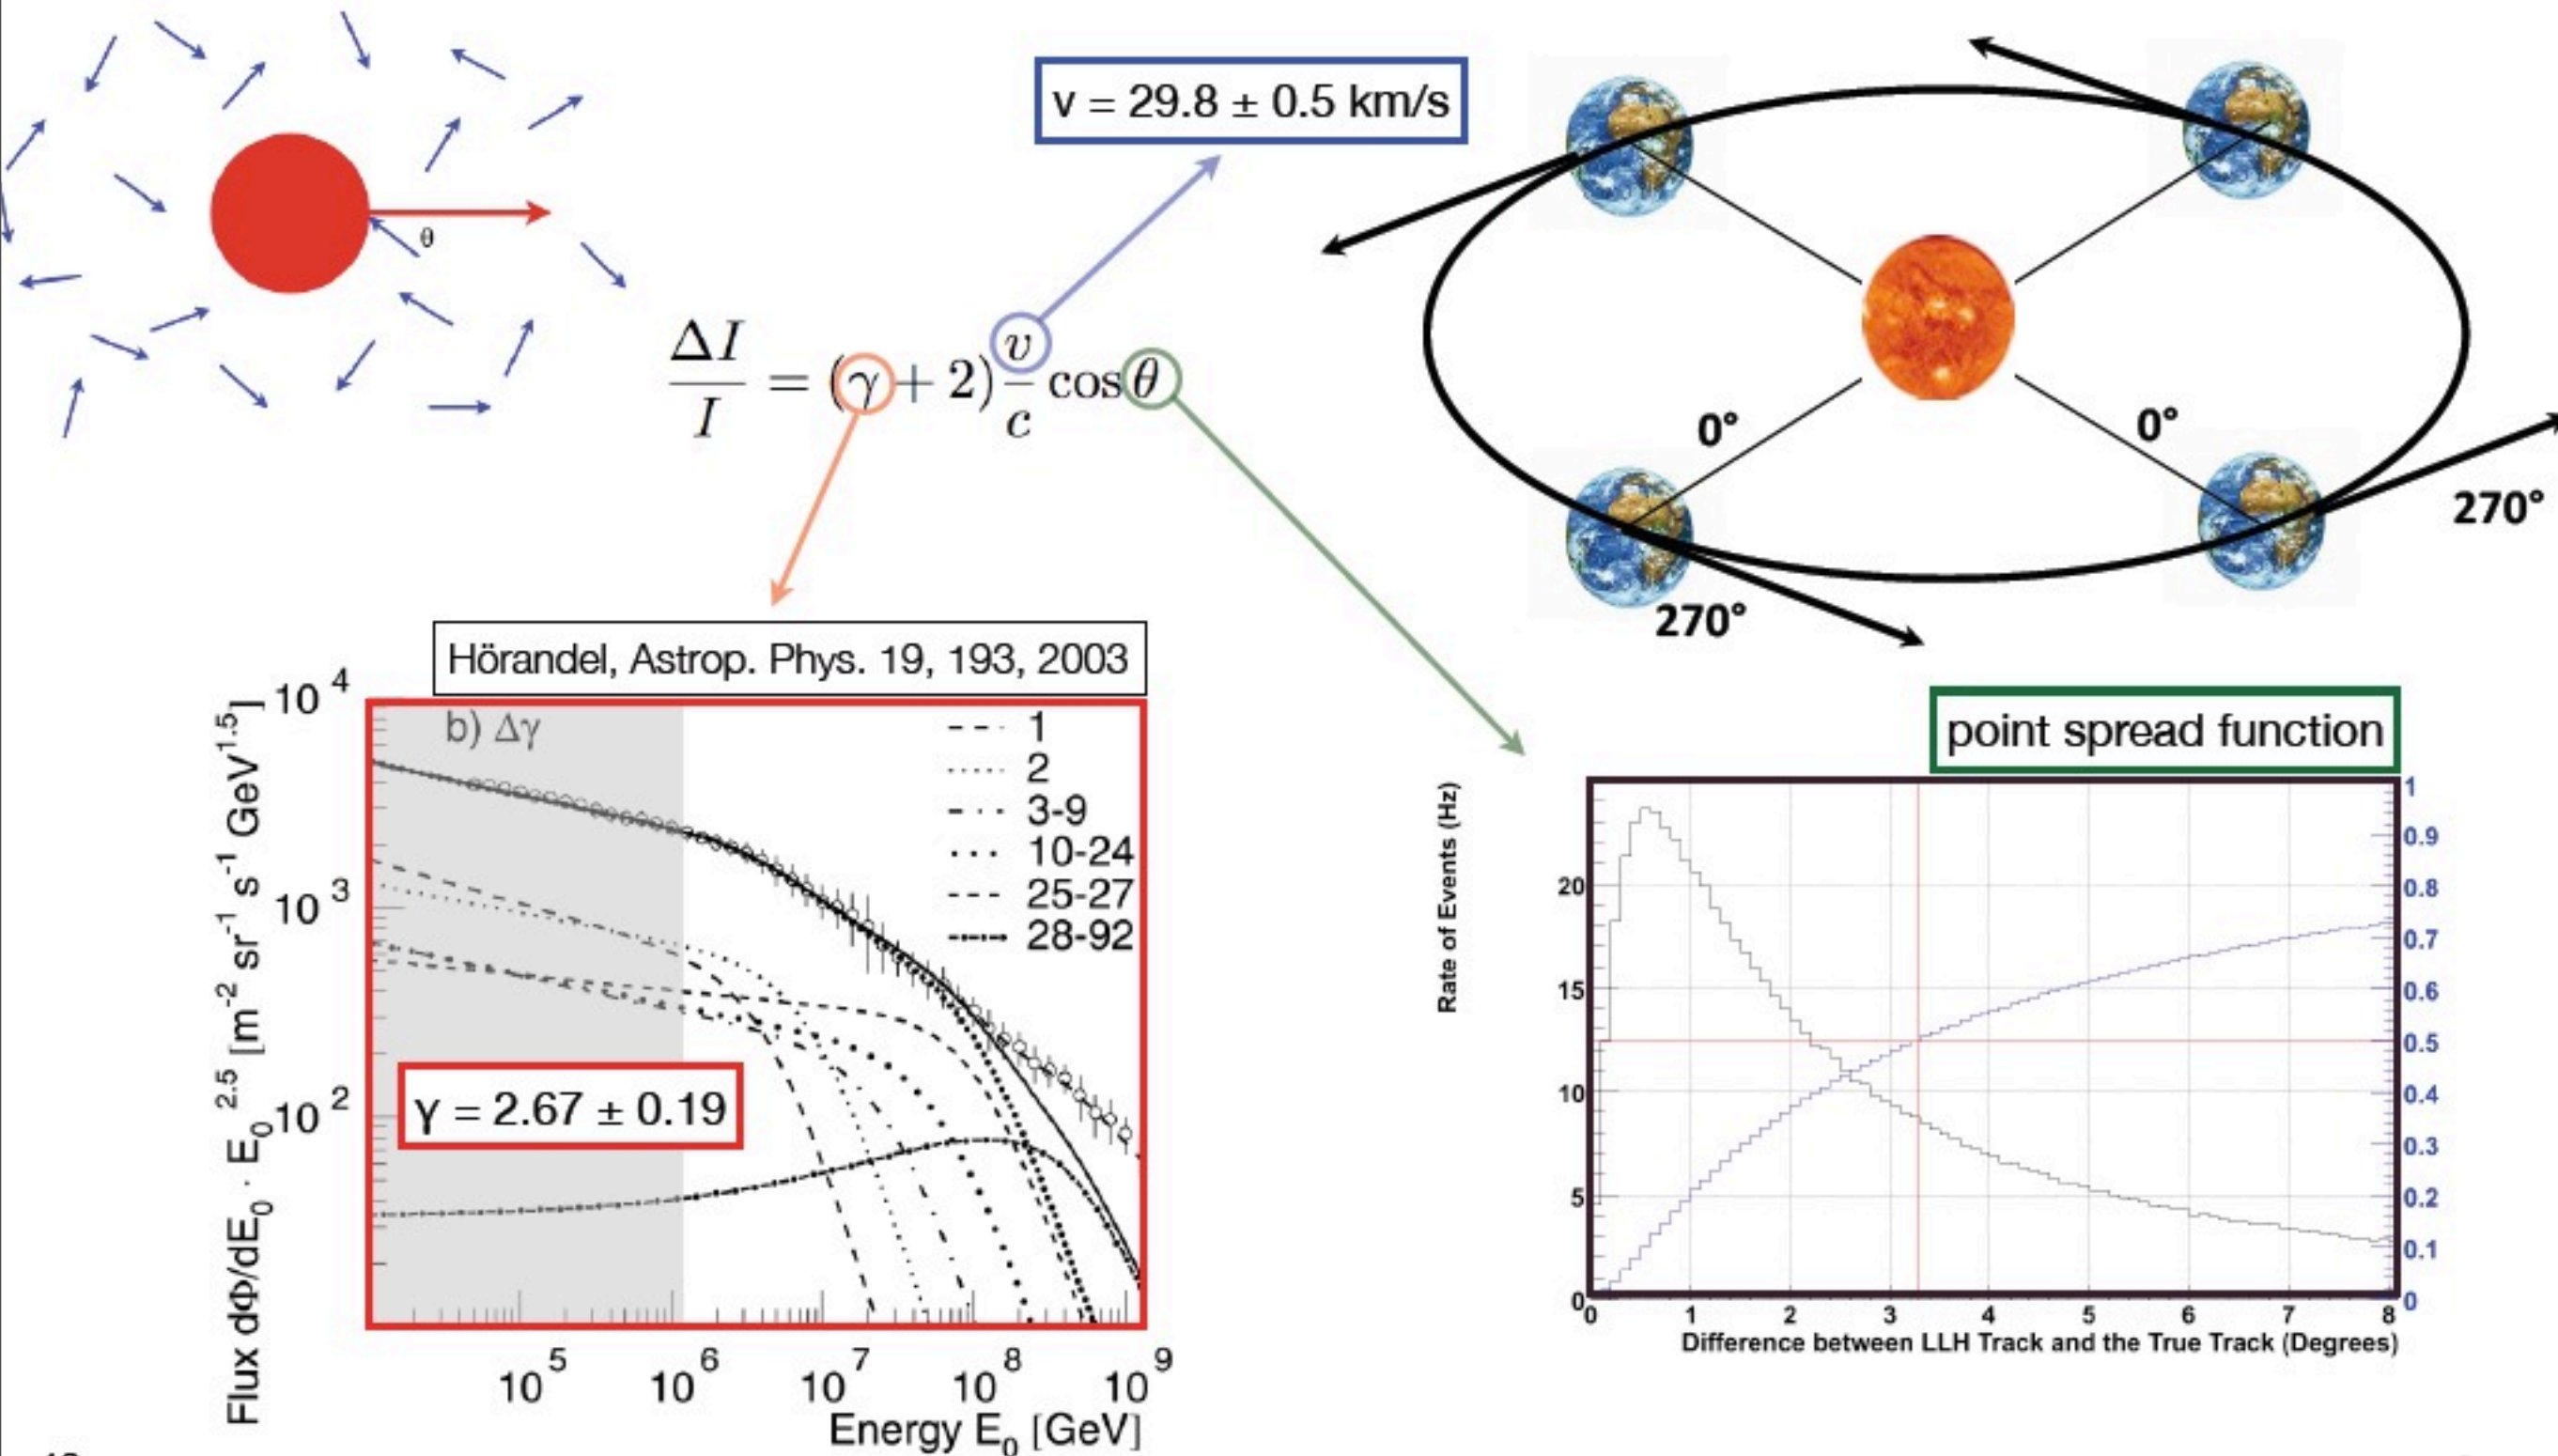 θ
v = 29.8 ± 0.5 km/s
ΔI/I = (γ + 2) v/c cos θ
0°
0°
270°
270°
Hörandel, Astrop. Phys. 19, 193, 2003
b) Δγ
1
2
3-9
10-24
25-27
28-92
γ = 2.67 ± 0.19
Flux dΦ/dE₀ · E₀^2.5 [m^-2 sr^-1 s^-1 GeV^1.5]
10^4
10^3
10^2
10^5 10^6 10^7 10^8 10^9
Energy E₀ [GeV]
point spread function
Rate of Events (Hz)
20
15
10
5
0
1
0.9
0.8
0.7
0.6
0.5
0.4
0.3
0.2
0.1
0
0 1 2 3 4 5 6 7 8
Difference between LLH Track and the True Track (Degrees)